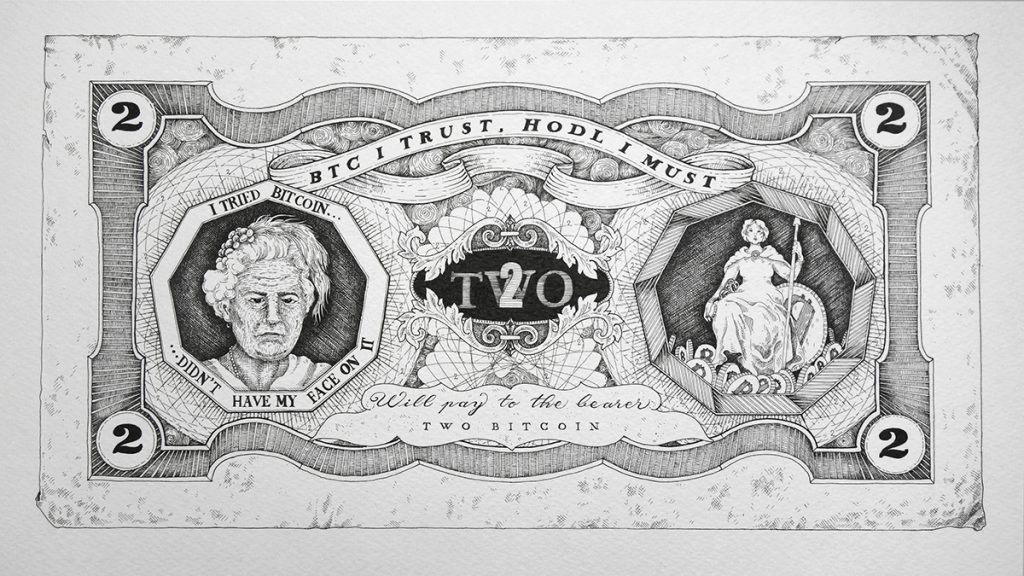 2
2
BTC I TRUST, HODL I MUST
I TRIED BITCOIN...
...DIDN'T HAVE MY FACE ON IT
TWO
2
Will pay to the bearer
TWO BITCOIN
2
2